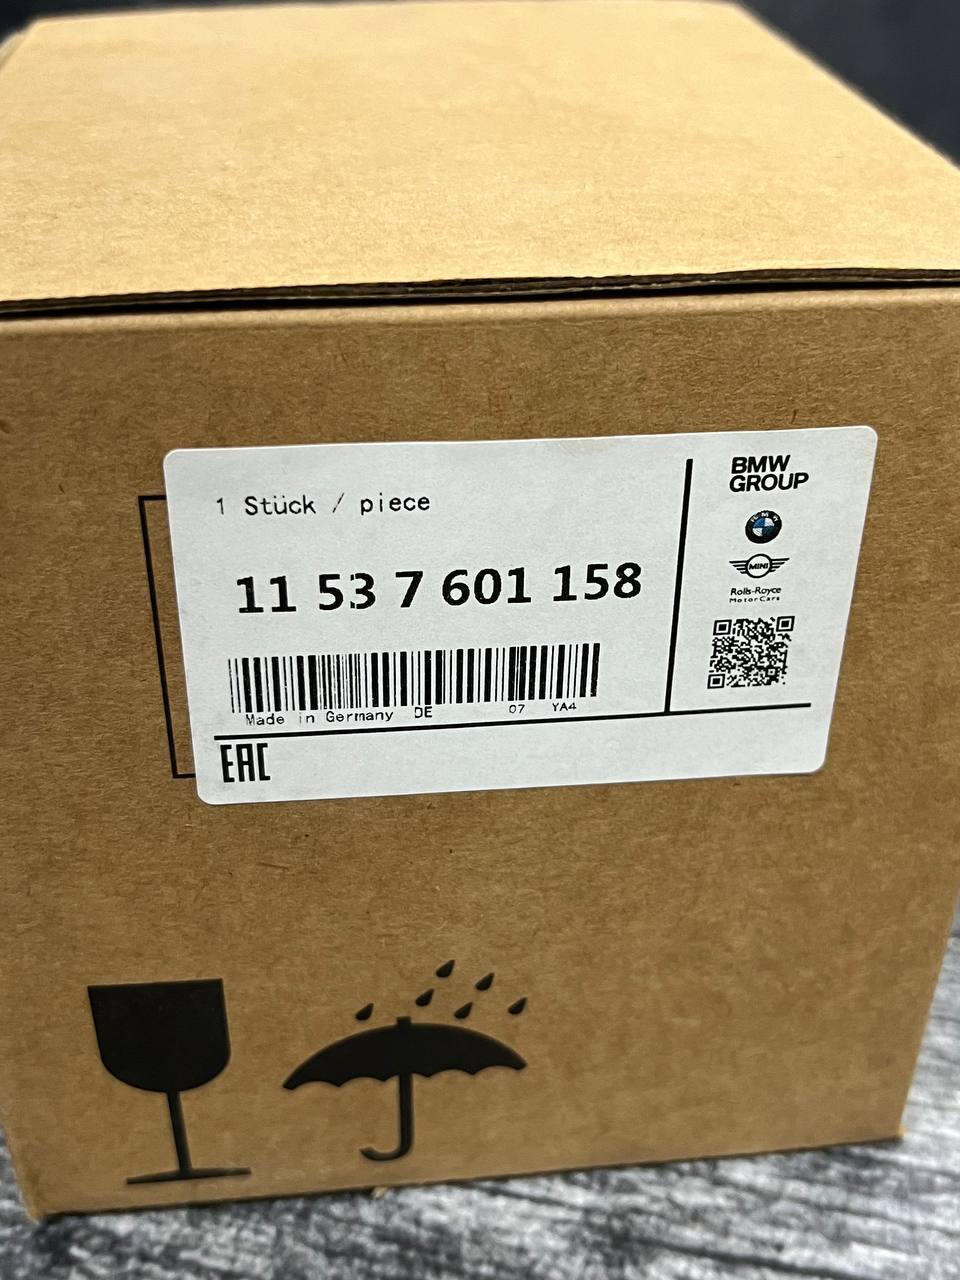 1 Stück / piece
11 53 7 601 158
Made in Germany DE 07 YA4
EAC
BMW
GROUP
BMW
MINI
Rolls-Royce
Motor Cars